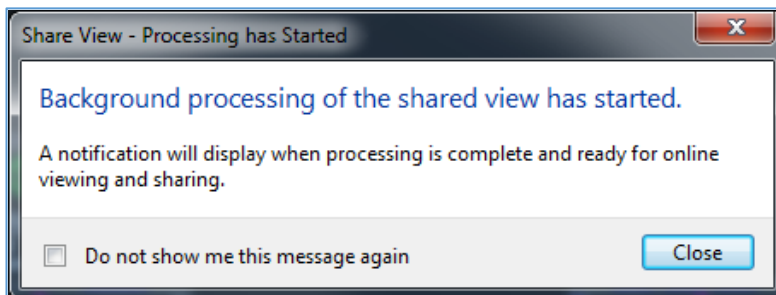 Share View - Processing has Started
Background processing of the shared view has started.
A notification will display when processing is complete and ready for online
viewing and sharing.
Do not show me this message again
Close